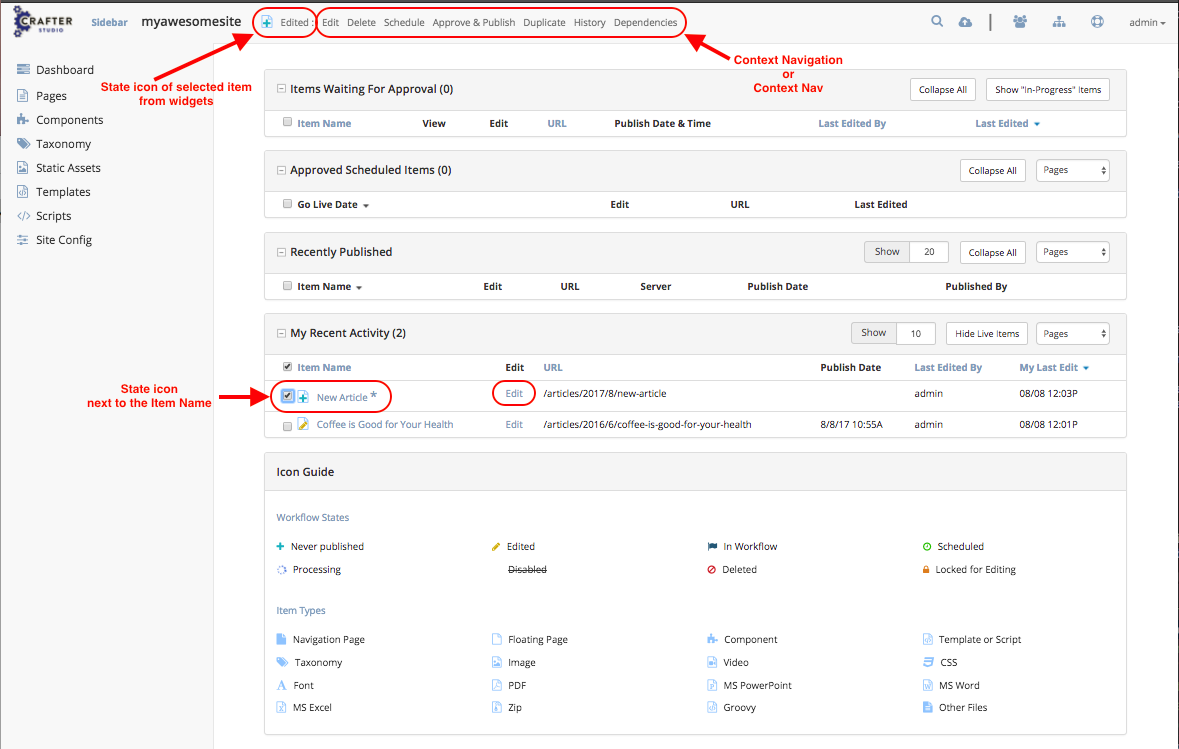 CRAFTER STUDIO Sidebar myawesomesite Edited : Edit Delete Schedule Approve & Publish Duplicate History Dependencies admin
Context Navigation
or
Context Nav
State icon of selected item
from widgets
Dashboard
Pages
Components
Taxonomy
Static Assets
Templates
Scripts
Site Config
Items Waiting For Approval (0) Collapse All Show "In-Progress" Items
Item Name View Edit URL Publish Date & Time Last Edited By Last Edited
Approved Scheduled Items (0) Collapse All Pages
Go Live Date Edit URL Last Edited
Recently Published Show 20 Collapse All Pages
Item Name Edit URL Server Publish Date Published By
My Recent Activity (2) Show 10 Hide Live Items Pages
Item Name Edit URL Publish Date Last Edited By My Last Edit
State icon
next to the Item Name
New Article * Edit /articles/2017/8/new-article admin 08/08 12:03P
Coffee is Good for Your Health Edit /articles/2016/6/coffee-is-good-for-your-health 8/8/17 10:55A admin 08/08 12:01P
Icon Guide
Workflow States
Never published Edited In Workflow Scheduled
Processing Disabled Deleted Locked for Editing
Item Types
Navigation Page Floating Page Component Template or Script
Taxonomy Image Video CSS
Font PDF MS PowerPoint MS Word
MS Excel Zip Groovy Other Files